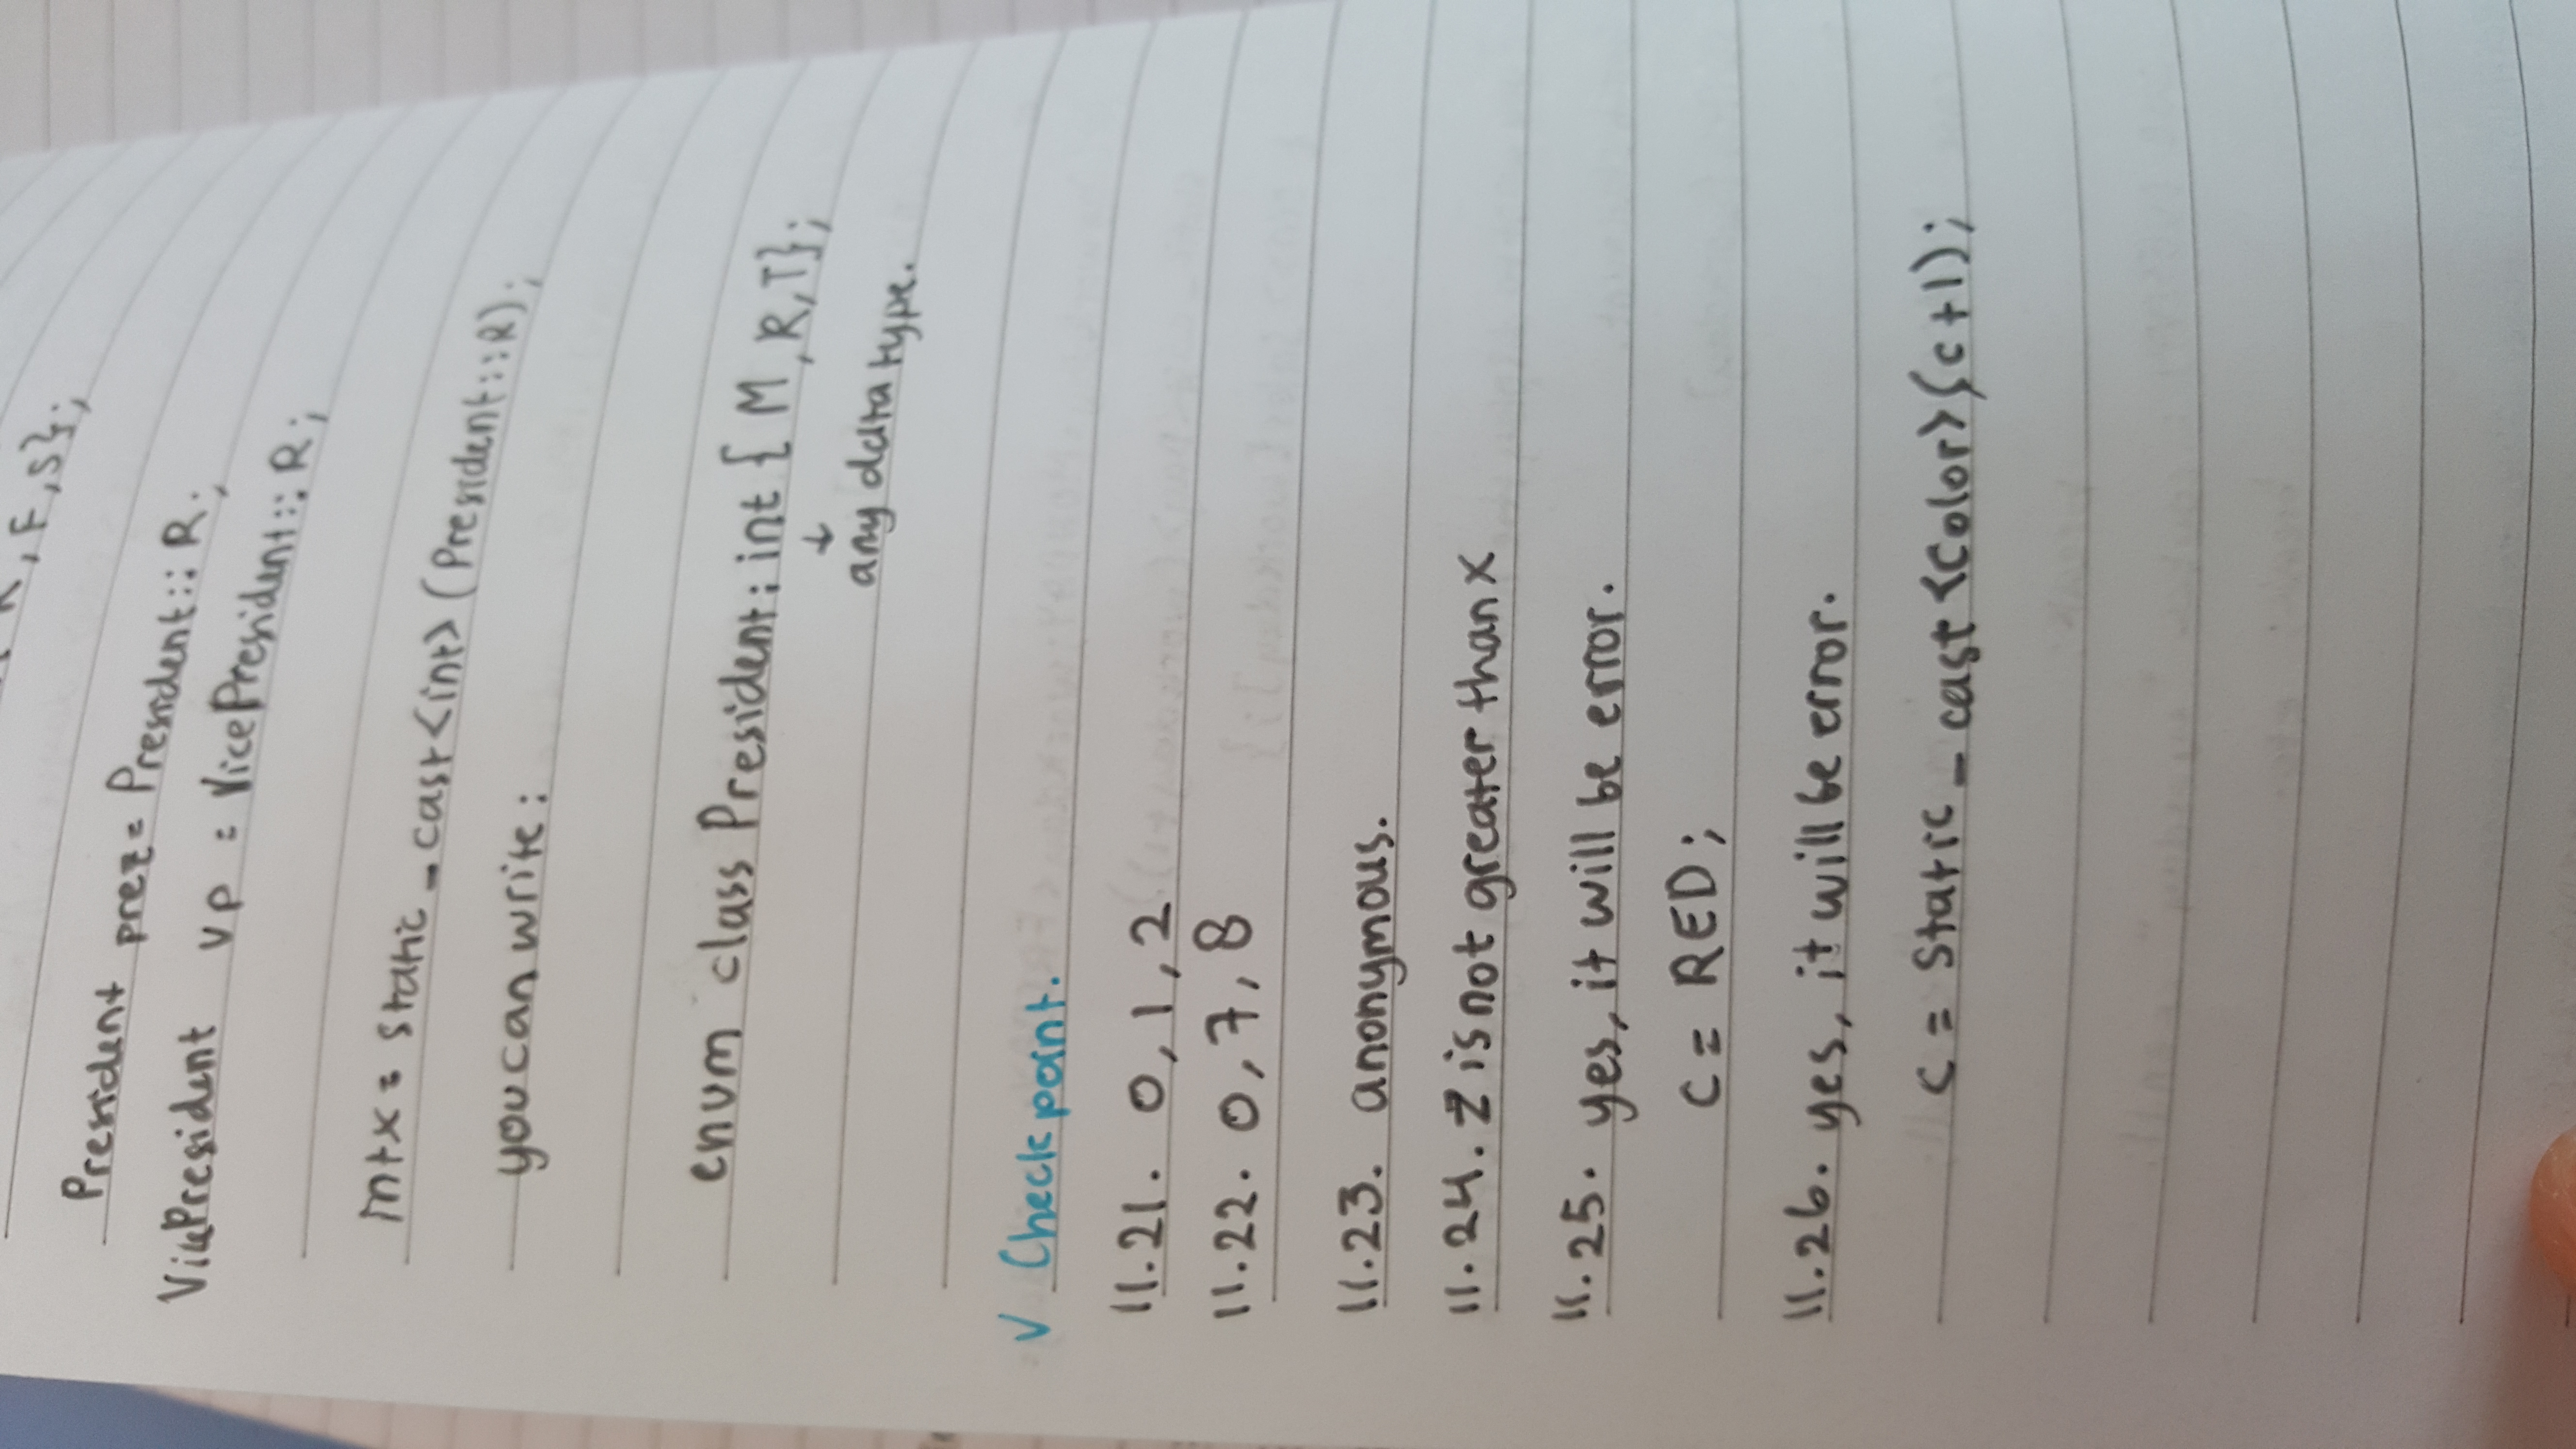 R, F, S};
President prez = President::R;
VicePresident vp = VicePresident::R;
int x = static_cast<int>(President::R);
you can write:
enum class President: int { M, R, T};
↓
any data type.
√ Checkpoint.
11.21. 0, 1, 2
11.22. 0, 7, 8
11.23. anonymous.
11.24. Z is not greater than X
11.25. yes, it will be error.
C = RED;
11.26. yes, it will be error.
C = static_cast<Color>(c+1);